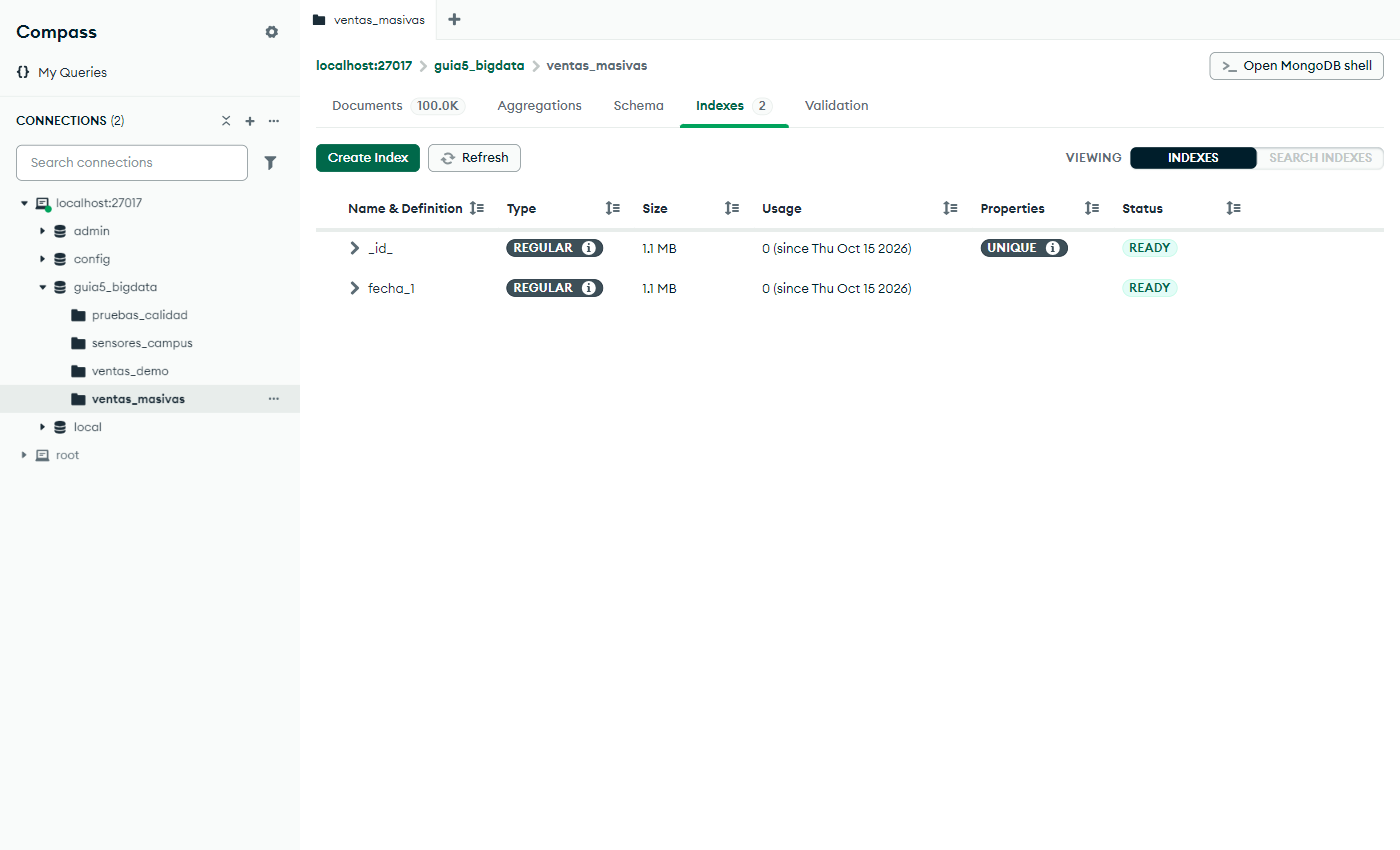 Compass
My Queries
CONNECTIONS (2)
Search connections
localhost:27017
admin
config
guia5_bigdata
pruebas_calidad
sensores_campus
ventas_demo
ventas_masivas
local
root
ventas_masivas
localhost:27017 guia5_bigdata ventas_masivas
>_ Open MongoDB shell
Documents 100.0K Aggregations Schema Indexes 2 Validation
Create Index Refresh VIEWING INDEXES SEARCH INDEXES
Name & Definition Type Size Usage Properties Status
_id_ REGULAR 1.1 MB 0 (since Thu Oct 15 2026) UNIQUE READY
fecha_1 REGULAR 1.1 MB 0 (since Thu Oct 15 2026) READY